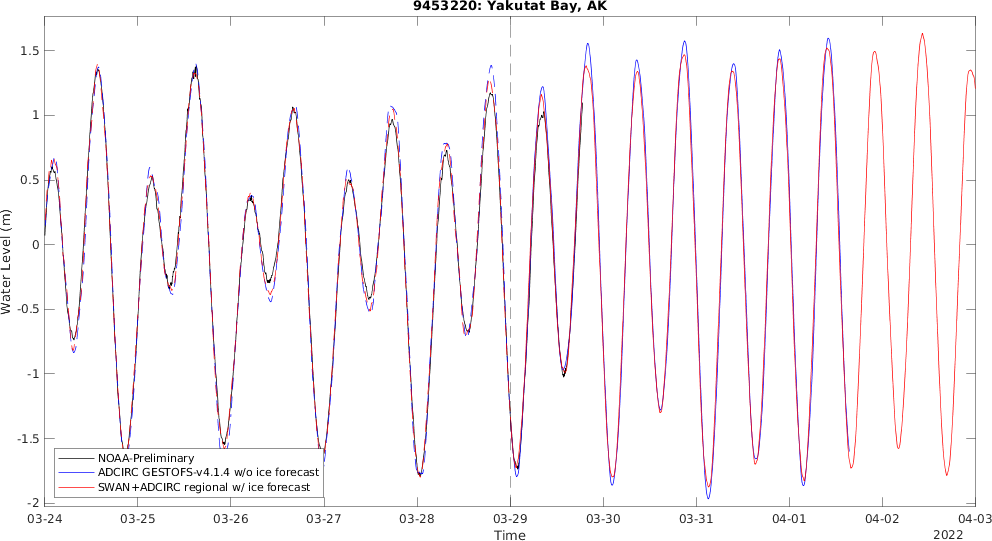 9453220: Yakutat Bay, AK
Water Level (m)
1.5
1
0.5
0
-0.5
-1
-1.5
-2
NOAA-Preliminary
ADCIRC GESTOFS-v4.1.4 w/o ice forecast
SWAN+ADCIRC regional w/ ice forecast
03-24 03-25 03-26 03-27 03-28 03-29 03-30 03-31 04-01 04-02 04-03
Time
2022